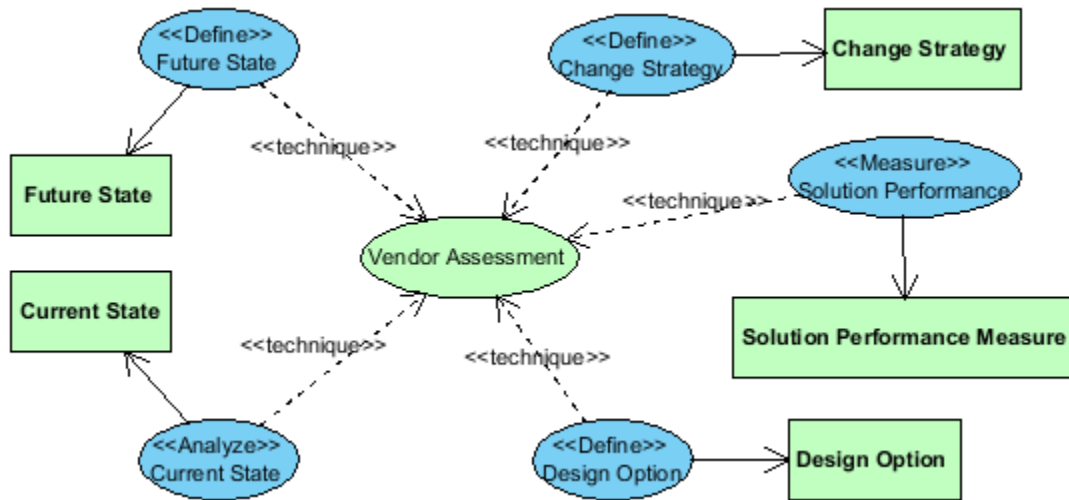 <<Define>>
Future State
<<Define>>
Change Strategy
Change Strategy
<<technique>>
<<technique>>
Future State
<<Measure>>
Solution Performance
<<technique>>
Vendor Assessment
Current State
<<technique>>
<<technique>>
Solution Performance Measure
<<Analyze>>
Current State
<<Define>>
Design Option
Design Option